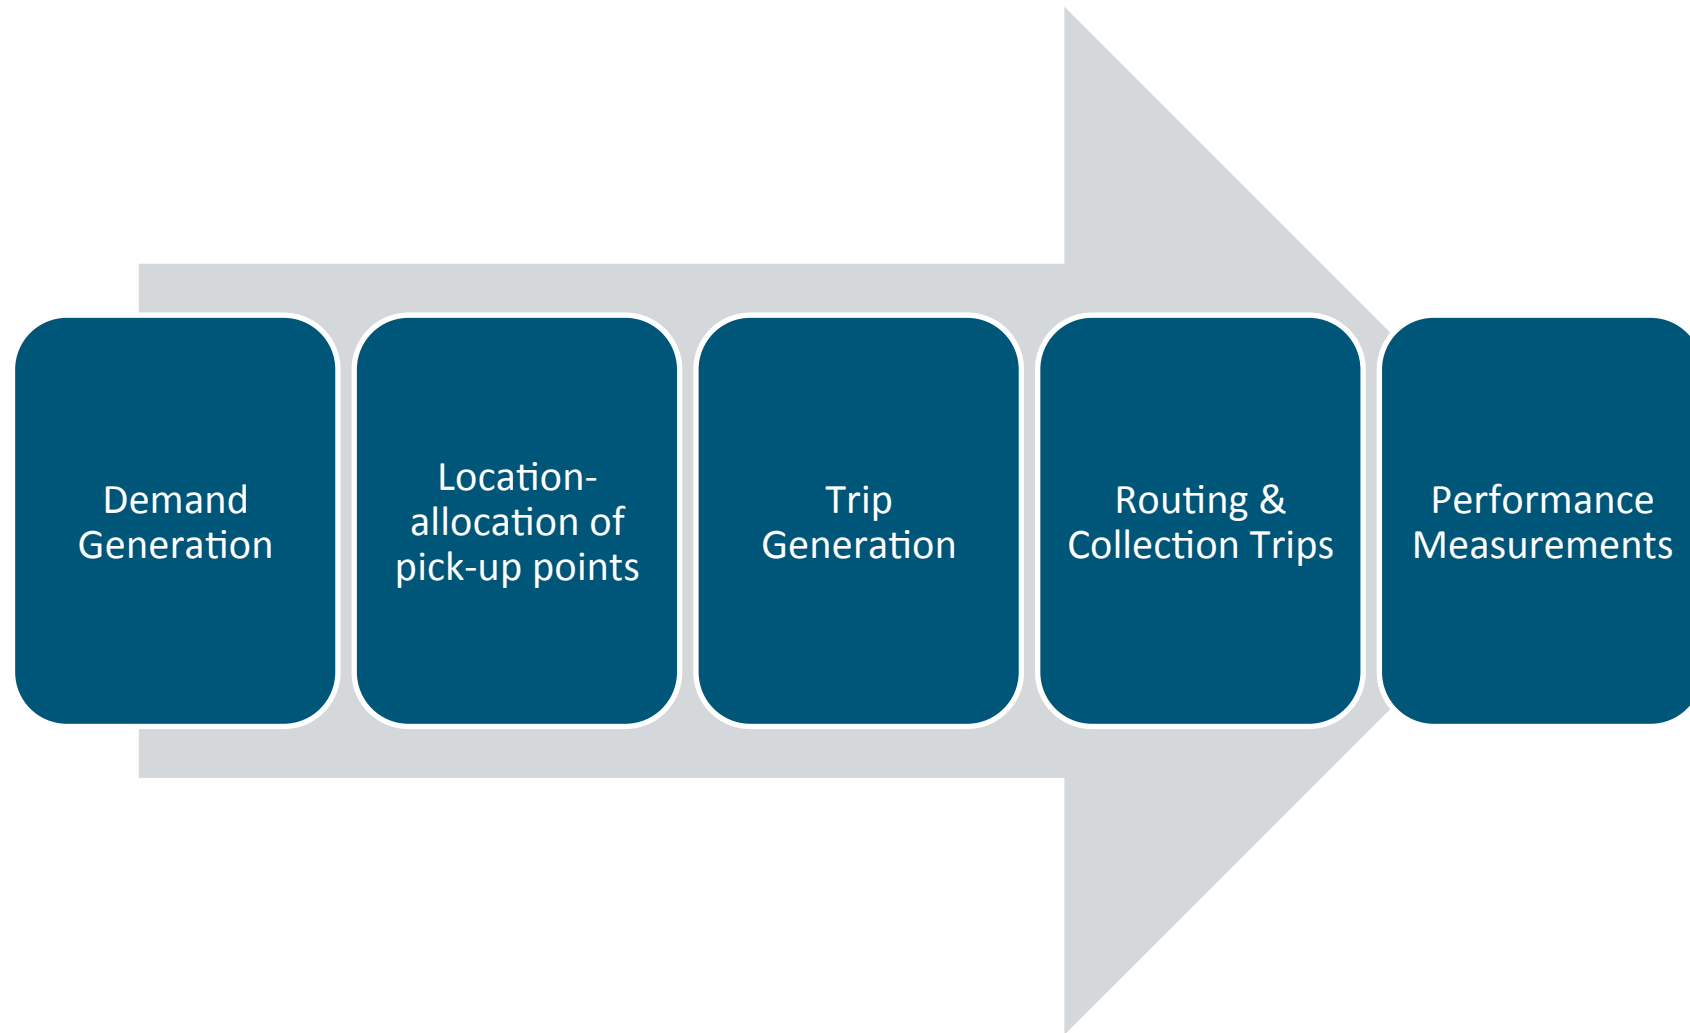 Demand
Generation
Location-
allocation of
pick-up points
Trip
Generation
Routing &
Collection Trips
Performance
Measurements